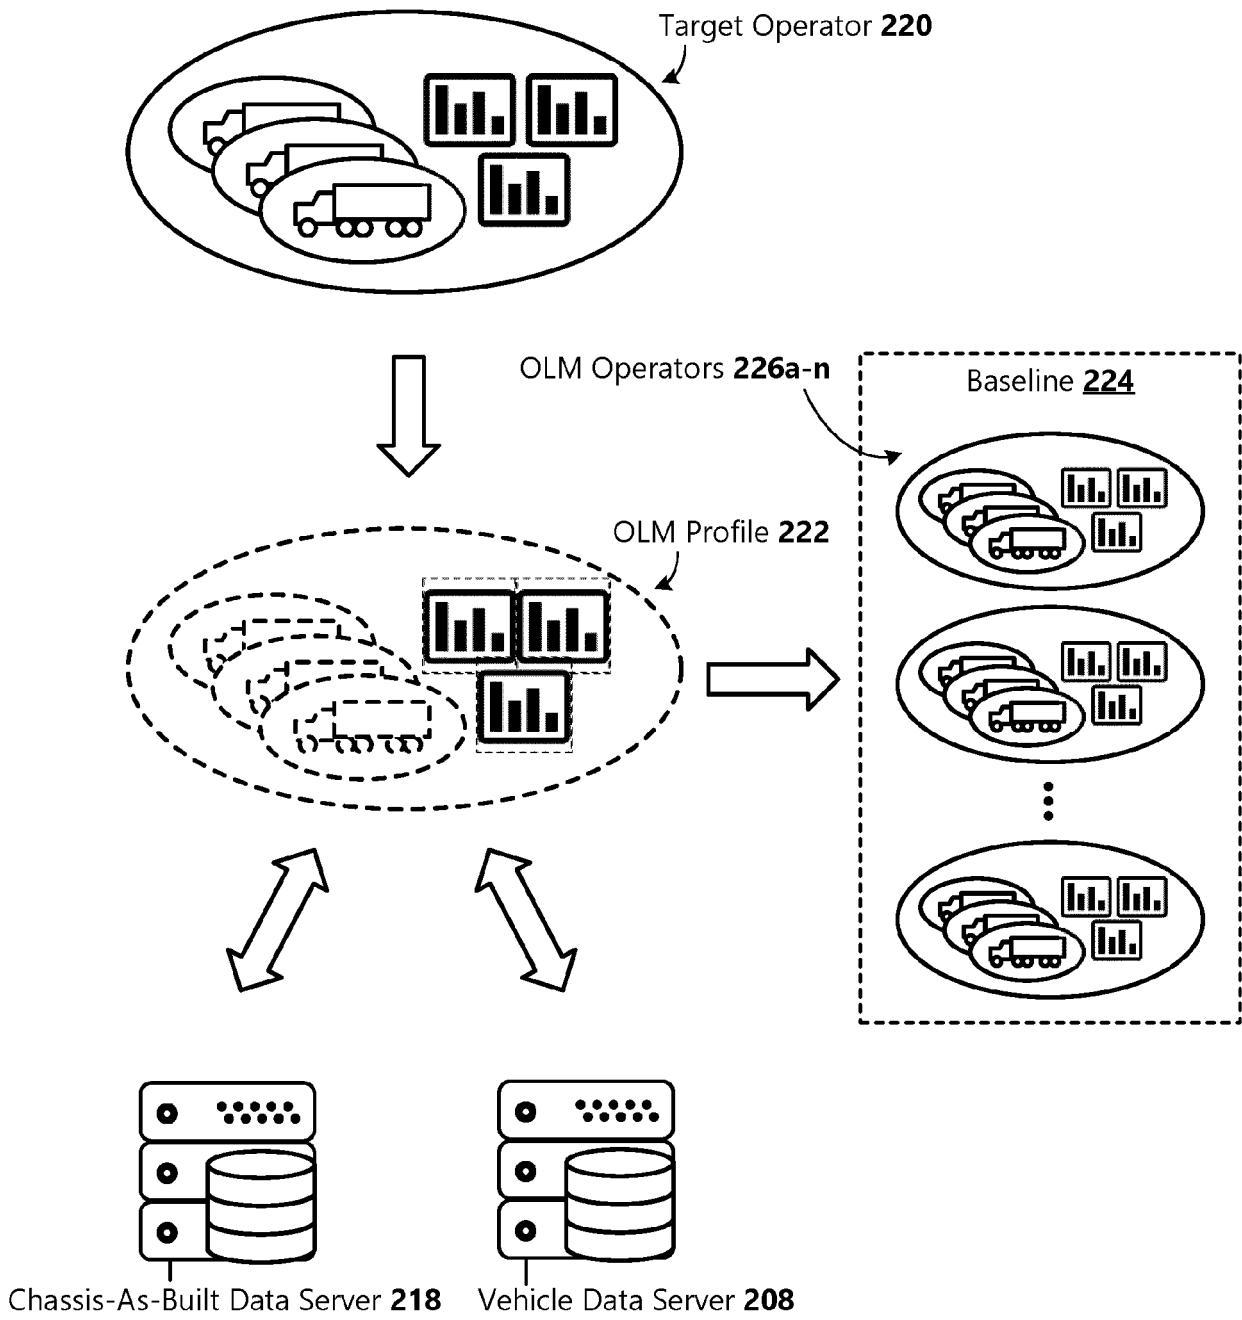 Target Operator 220
OLM Operators 226a-n
Baseline 224
OLM Profile 222
Chassis-As-Built Data Server 218
Vehicle Data Server 208